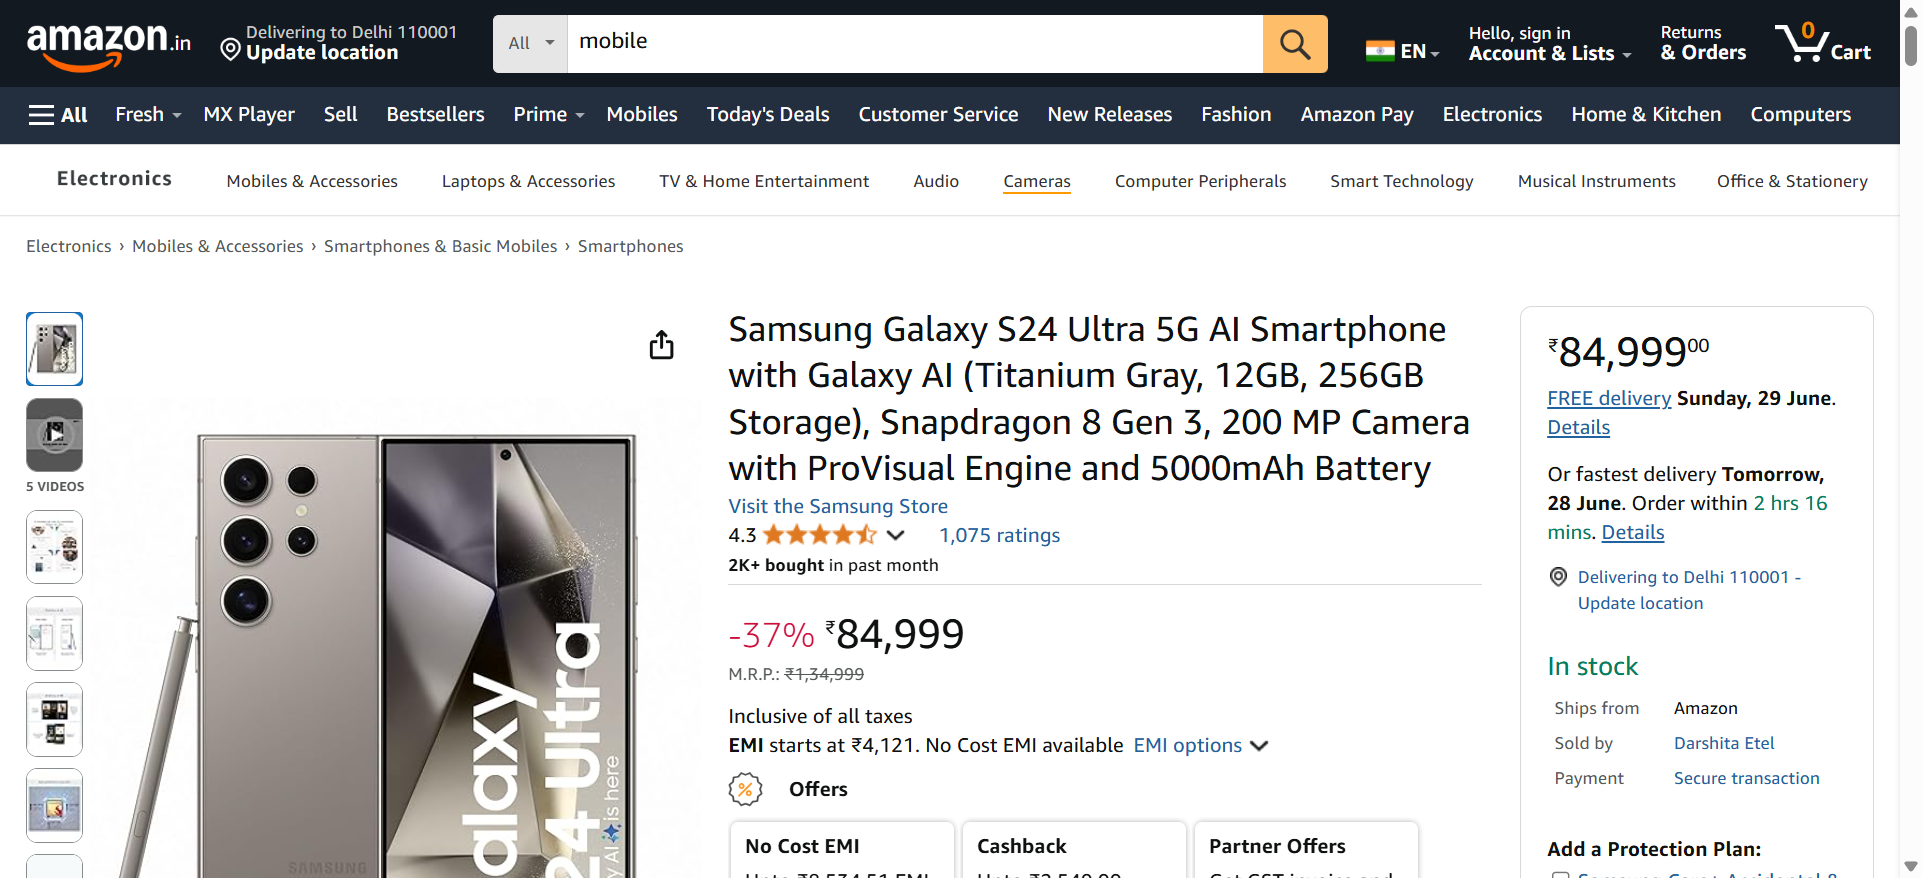 amazon.in
Delivering to Delhi 110001
Update location
All
mobile
EN
Hello, sign in
Account & Lists
Returns
& Orders
0
Cart
All
Fresh
MX Player
Sell
Bestsellers
Prime
Mobiles
Today's Deals
Customer Service
New Releases
Fashion
Amazon Pay
Electronics
Home & Kitchen
Computers
Electronics
Mobiles & Accessories
Laptops & Accessories
TV & Home Entertainment
Audio
Cameras
Computer Peripherals
Smart Technology
Musical Instruments
Office & Stationery
Electronics › Mobiles & Accessories › Smartphones & Basic Mobiles › Smartphones
5 VIDEOS
alaxy
24 Ultra
AI is here
SAMSUNG
Samsung Galaxy S24 Ultra 5G AI Smartphone
with Galaxy AI (Titanium Gray, 12GB, 256GB
Storage), Snapdragon 8 Gen 3, 200 MP Camera
with ProVisual Engine and 5000mAh Battery
Visit the Samsung Store
4.3
1,075 ratings
2K+ bought in past month
-37% ₹84,999
M.R.P.: ₹1,34,999
Inclusive of all taxes
EMI starts at ₹4,121. No Cost EMI available EMI options
Offers
No Cost EMI
Cashback
Partner Offers
₹84,99900
FREE delivery Sunday, 29 June.
Details
Or fastest delivery Tomorrow,
28 June. Order within 2 hrs 16
mins. Details
Delivering to Delhi 110001 -
Update location
In stock
Ships from Amazon
Sold by Darshita Etel
Payment Secure transaction
Add a Protection Plan: